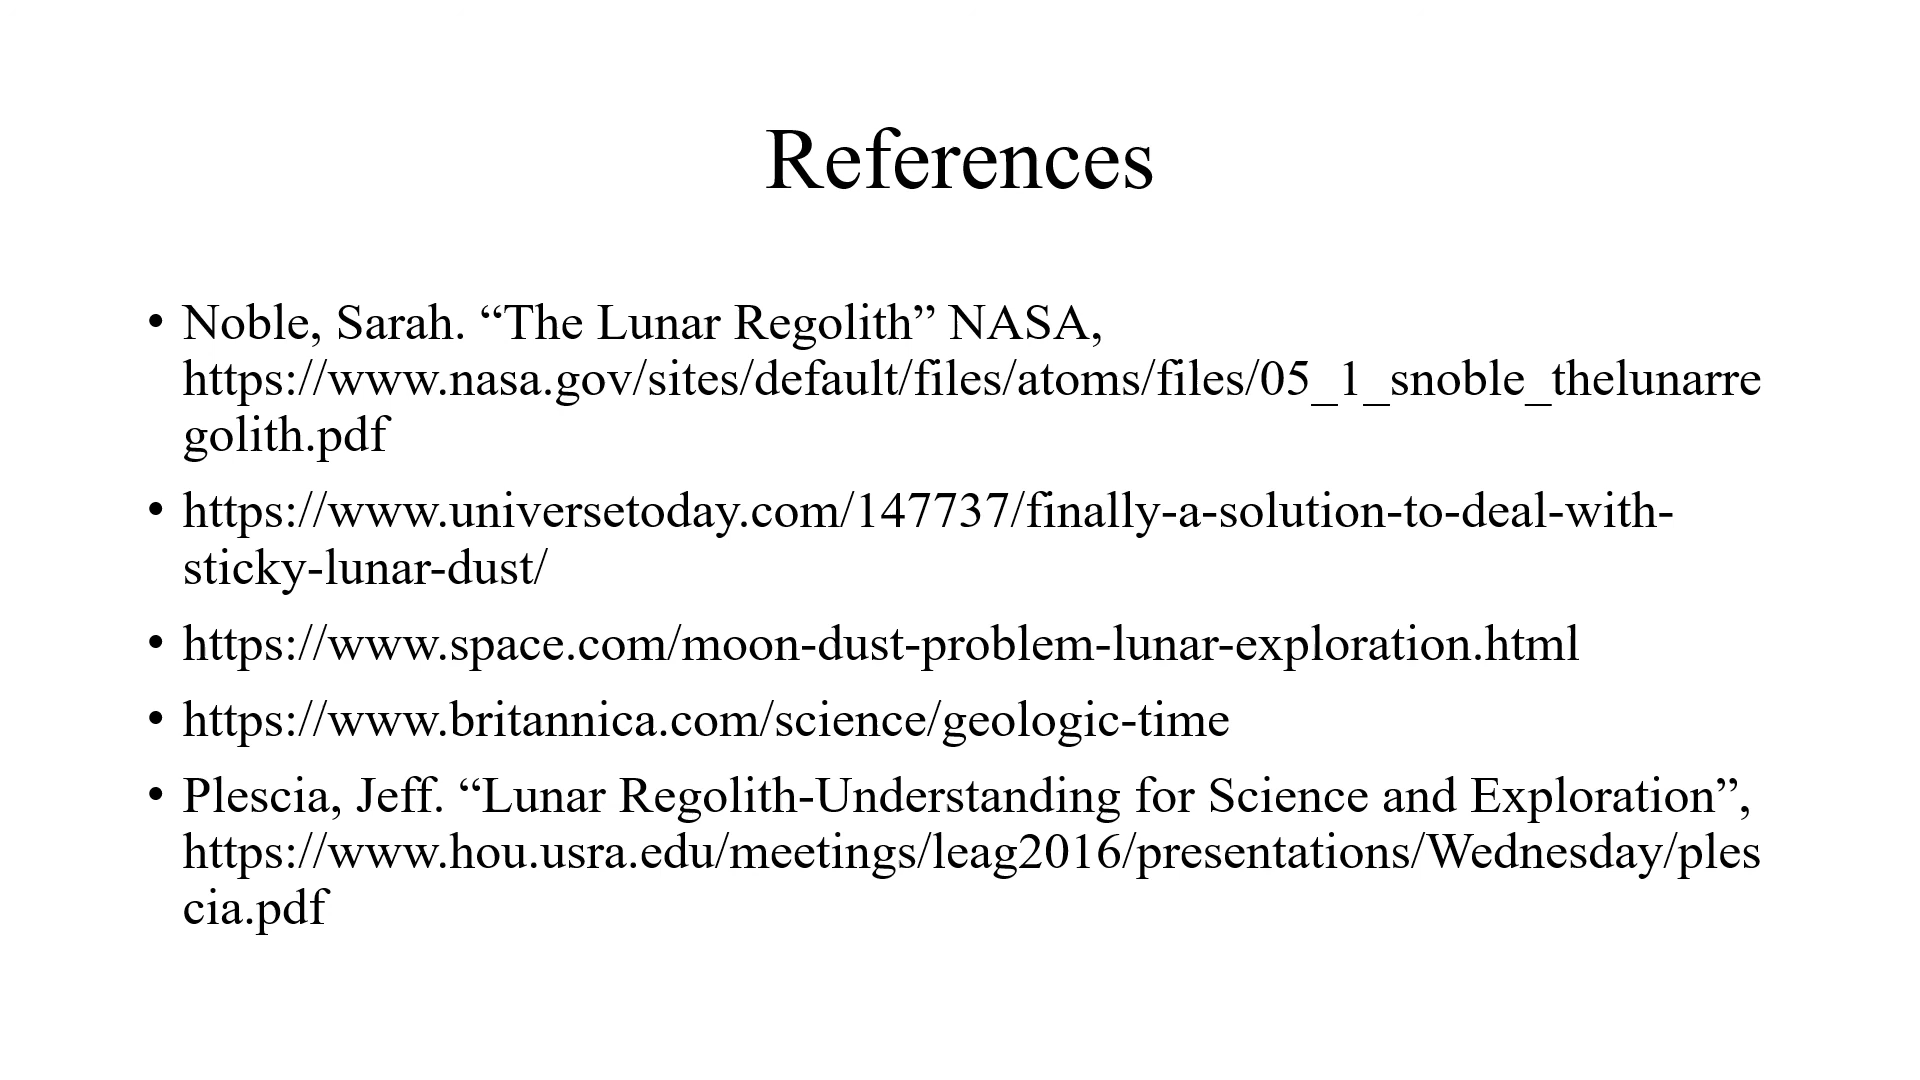 References
• Noble, Sarah. “The Lunar Regolith” NASA,
https://www.nasa.gov/sites/default/files/atoms/files/05_1_snoble_thelunarre
golith.pdf
• https://www.universetoday.com/147737/finally-a-solution-to-deal-with-
sticky-lunar-dust/
• https://www.space.com/moon-dust-problem-lunar-exploration.html
• https://www.britannica.com/science/geologic-time
• Plescia, Jeff. “Lunar Regolith-Understanding for Science and Exploration”,
https://www.hou.usra.edu/meetings/leag2016/presentations/Wednesday/ples
cia.pdf